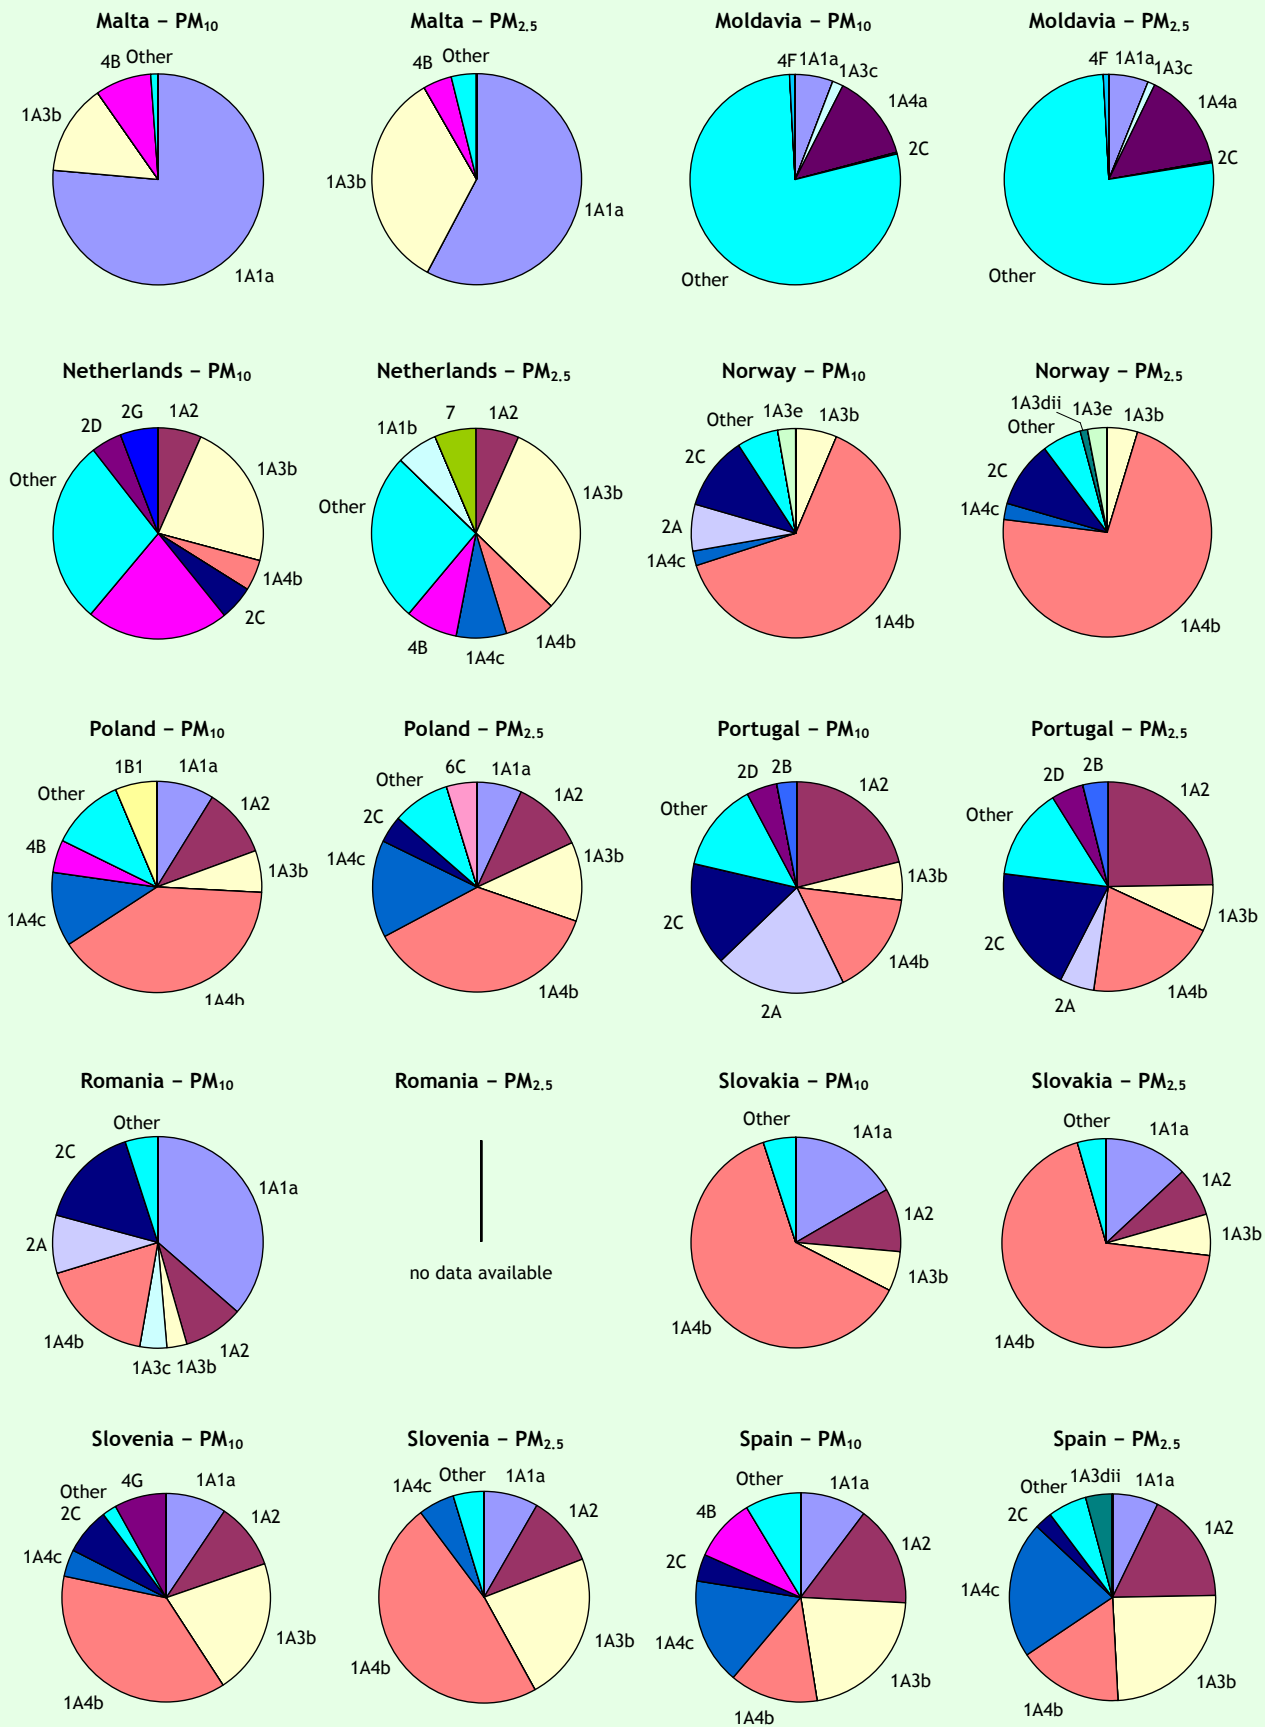 Malta – PM10
4B
Other
1A3b
1A1a
Malta – PM2.5
4B
Other
1A3b
1A1a
Moldavia – PM10
4F
1A1a
1A3c
1A4a
2C
Other
Moldavia – PM2.5
4F
1A1a
1A3c
1A4a
2C
Other
Netherlands – PM10
2D
2G
1A2
1A3b
Other
1A4b
2C
Netherlands – PM2.5
1A1b
7
1A2
1A3b
Other
4B
1A4c
1A4b
Norway – PM10
Other
1A3e
1A3b
2C
2A
1A4c
1A4b
Norway – PM2.5
1A3dii
1A3e
1A3b
Other
2C
1A4c
1A4b
Poland – PM10
1B1
1A1a
Other
1A2
4B
1A3b
1A4c
1A4b
Poland – PM2.5
6C
1A1a
Other
1A2
2C
1A4c
1A3b
1A4b
Portugal – PM10
2D
2B
1A2
Other
1A3b
2C
1A4b
2A
Portugal – PM2.5
2D
2B
1A2
Other
1A3b
2C
1A4b
2A
Romania – PM10
Other
2C
1A1a
2A
1A4b
1A3c
1A3b
1A2
Romania – PM2.5
no data available
Slovakia – PM10
Other
1A1a
1A2
1A3b
1A4b
Slovakia – PM2.5
Other
1A1a
1A2
1A3b
1A4b
Slovenia – PM10
4G
1A1a
Other
2C
1A2
1A4c
1A3b
1A4b
Slovenia – PM2.5
1A4c
Other
1A1a
1A2
1A3b
1A4b
Spain – PM10
Other
1A1a
4B
1A2
2C
1A4c
1A3b
1A4b
Spain – PM2.5
Other
1A3dii
1A1a
2C
1A2
1A4c
1A3b
1A4b